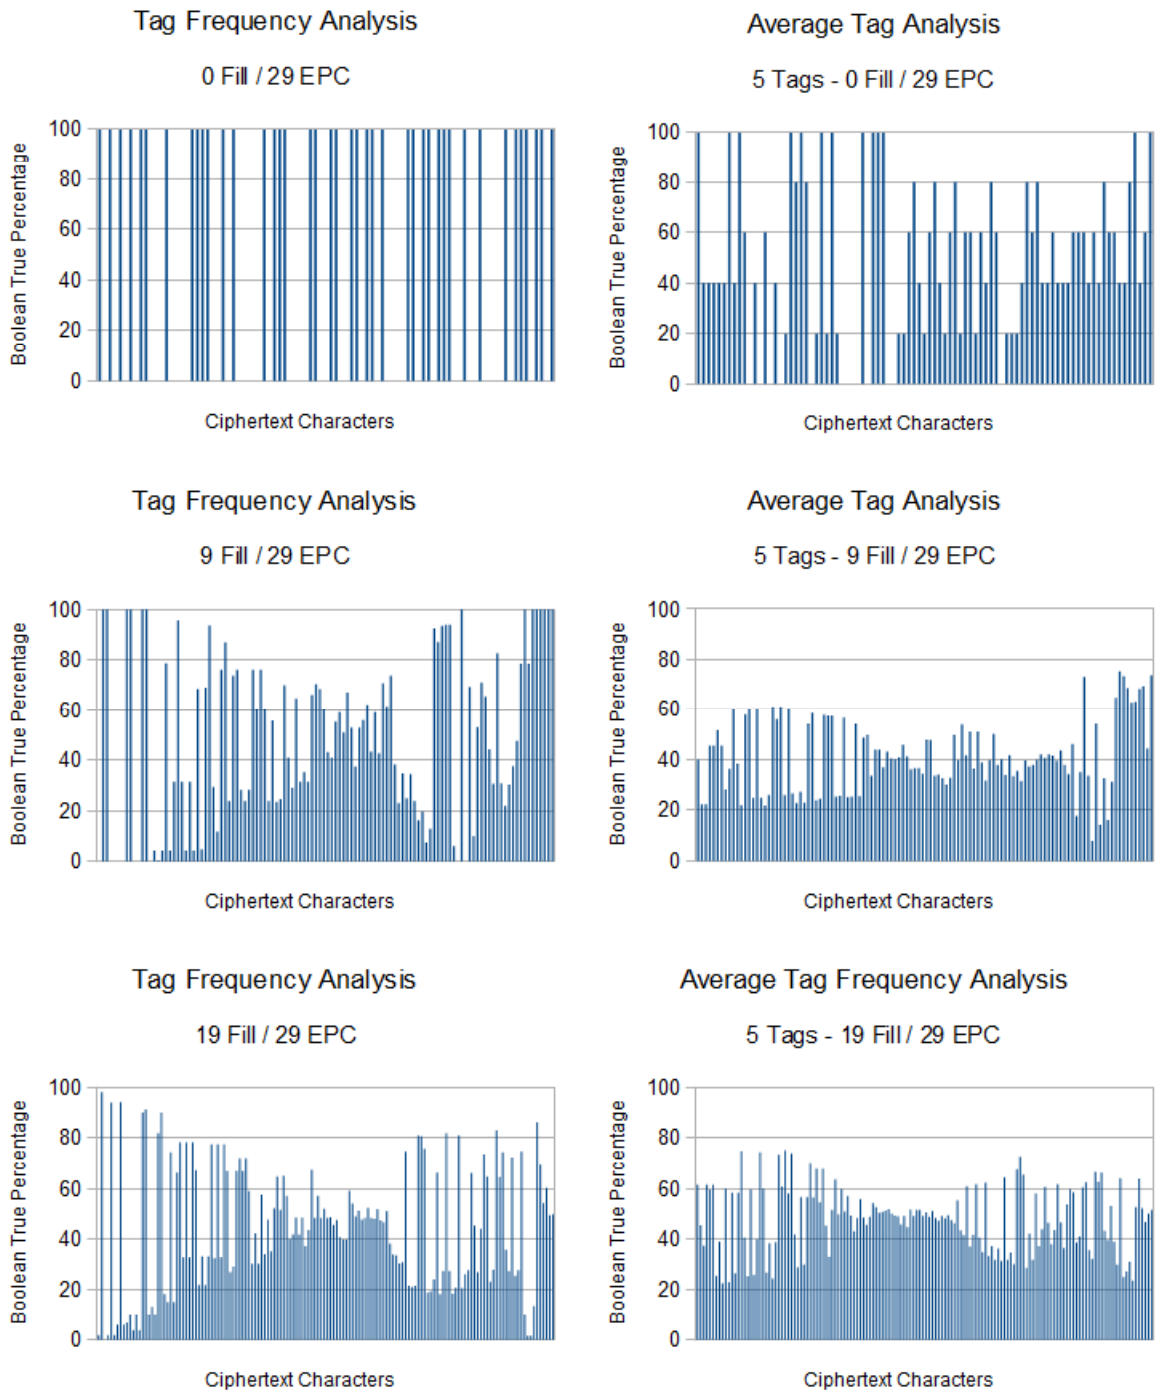 Tag Frequency Analysis
0 Fill / 29 EPC
Boolean True Percentage
100
80
60
40
20
0
Ciphertext Characters
Average Tag Analysis
5 Tags - 0 Fill / 29 EPC
Boolean True Percentage
100
80
60
40
20
0
Ciphertext Characters
Tag Frequency Analysis
9 Fill / 29 EPC
Boolean True Percentage
100
80
60
40
20
0
Ciphertext Characters
Average Tag Analysis
5 Tags - 9 Fill / 29 EPC
Boolean True Percentage
100
80
60
40
20
0
Ciphertext Characters
Tag Frequency Analysis
19 Fill / 29 EPC
Boolean True Percentage
100
80
60
40
20
0
Ciphertext Characters
Average Tag Frequency Analysis
5 Tags - 19 Fill / 29 EPC
Boolean True Percentage
100
80
60
40
20
0
Ciphertext Characters